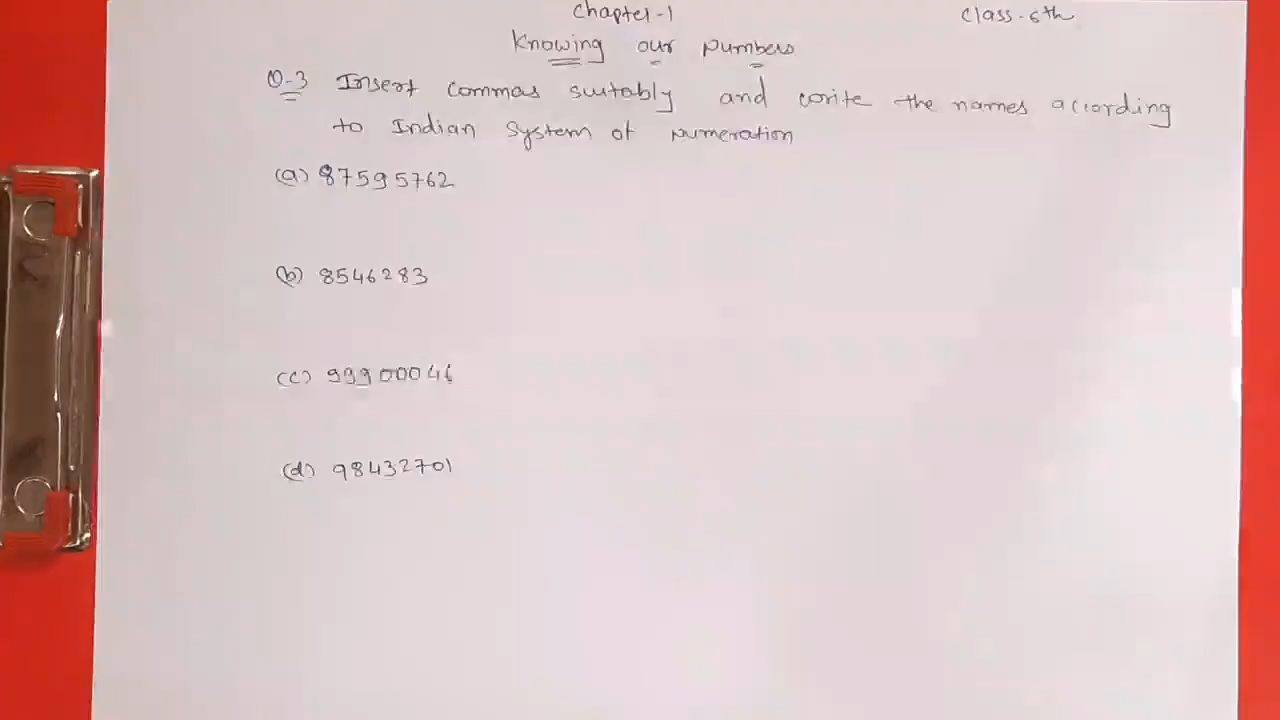 Chapter-1
Class-6th
Knowing our numbers
Q-3 Insert commas suitably and write the names according
to Indian System of numeration
(a) 87595762
(b) 8546283
(c) 99900046
(d) 98432701